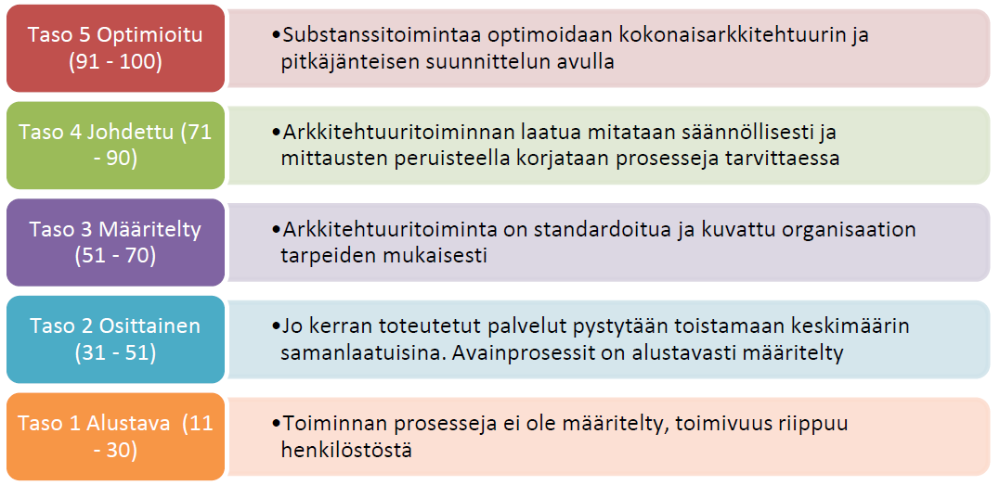 Taso 5 Optimioitu
(91 - 100)
•Substanssitoimintaa optimoidaan kokonaisarkkitehtuurin ja
pitkäjänteisen suunnittelun avulla
Taso 4 Johdettu (71
- 90)
•Arkkitehtuuritoiminnan laatua mitataan säännöllisesti ja
mittausten peruisteella korjataan prosesseja tarvittaessa
Taso 3 Määritelty
(51 - 70)
•Arkkitehtuuritoiminta on standardoitua ja kuvattu organisaation
tarpeiden mukaisesti
Taso 2 Osittainen
(31 - 51)
•Jo kerran toteutetut palvelut pystytään toistamaan keskimäärin
samanlaatuisina. Avainprosessit on alustavasti määritelty
Taso 1 Alustava (11
- 30)
•Toiminnan prosesseja ei ole määritelty, toimivuus riippuu
henkilöstöstä